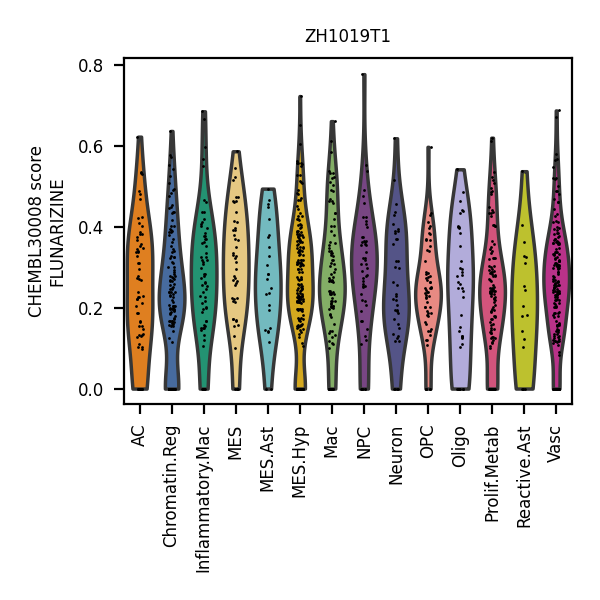 ZH1019T1
CHEMBL30008 score
FLUNARIZINE
0.8
0.6
0.4
0.2
0.0
AC
Chromatin.Reg
Inflammatory.Mac
MES
MES.Ast
MES.Hyp
Mac
NPC
Neuron
OPC
Oligo
Prolif.Metab
Reactive.Ast
Vasc